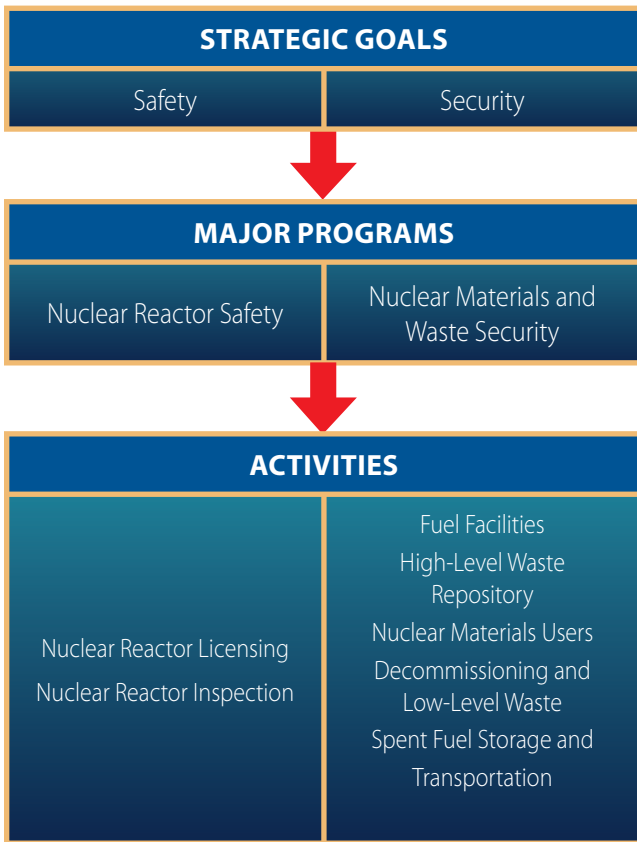 STRATEGIC GOALS
Safety
Security
MAJOR PROGRAMS
Nuclear Reactor Safety
Nuclear Materials and
Waste Security
ACTIVITIES
Nuclear Reactor Licensing
Nuclear Reactor Inspection
Fuel Facilities
High-Level Waste
Repository
Nuclear Materials Users
Decommissioning and
Low-Level Waste
Spent Fuel Storage and
Transportation